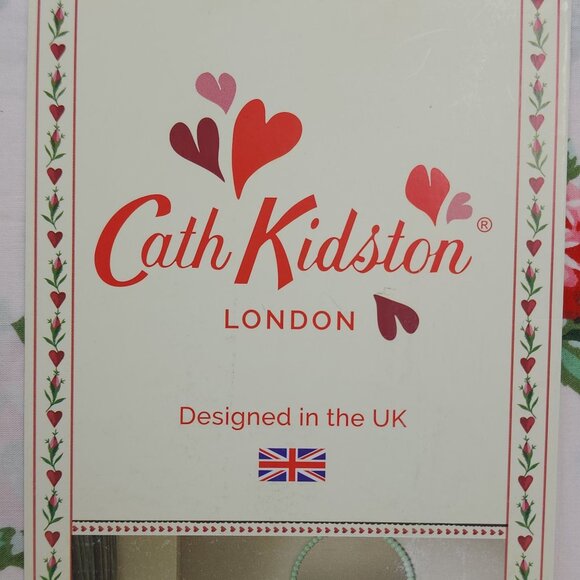 Cath Kidston®
LONDON
Designed in the UK